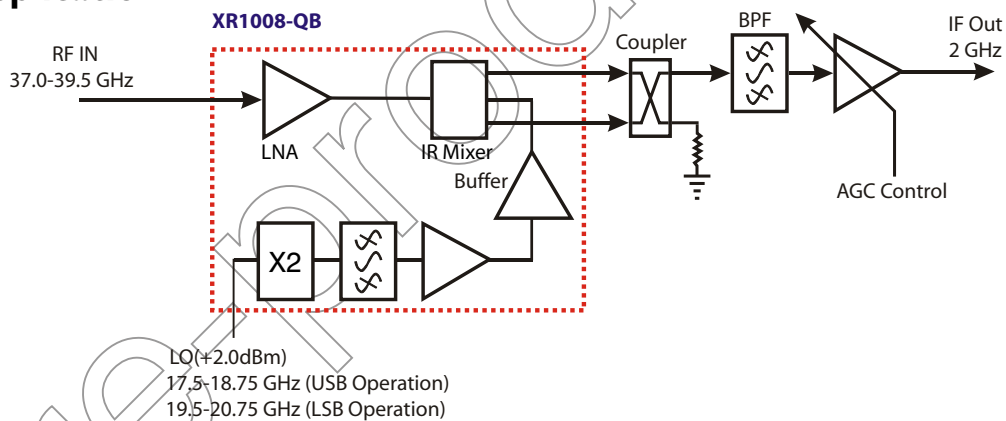 XR1008-QB
RF IN
37.0-39.5 GHz
LNA
IR Mixer
Buffer
X2
Coupler
BPF
IF Out
2 GHz
AGC Control
LO(+2.0dBm)
17.5-18.75 GHz (USB Operation)
19.5-20.75 GHz (LSB Operation)